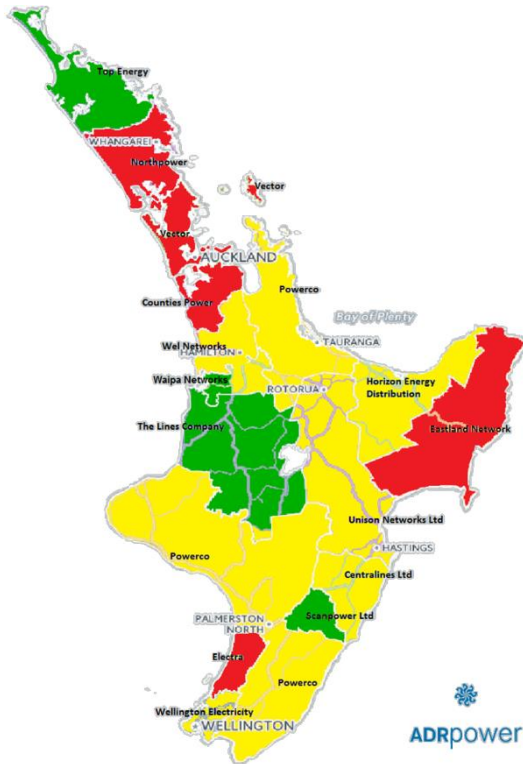 Top Energy
WHANGAREI
Northpower
Vector
Vector
AUCKLAND
Counties Power
Powerco
Bay of Plenty
Wel Networks
HAMILTON
TAURANGA
Waipa Networks
ROTORUA
Horizon Energy
Distribution
The Lines Company
Eastland Network
Unison Networks Ltd
HASTINGS
Powerco
Centralines Ltd
Scanpower Ltd
PALMERSTON
NORTH
Electra
Powerco
Wellington Electricity
WELLINGTON
ADRpower